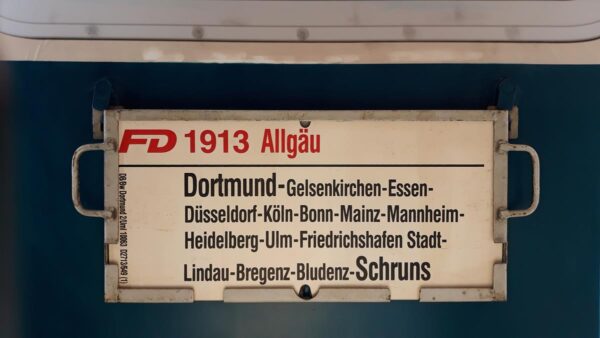 FD 1913 Allgäu
Dortmund-Gelsenkirchen-Essen-
Düsseldorf-Köln-Bonn-Mainz-Mannheim-
Heidelberg-Ulm-Friedrichshafen Stadt-
Lindau-Bregenz-Bludenz-Schruns
Dortmund